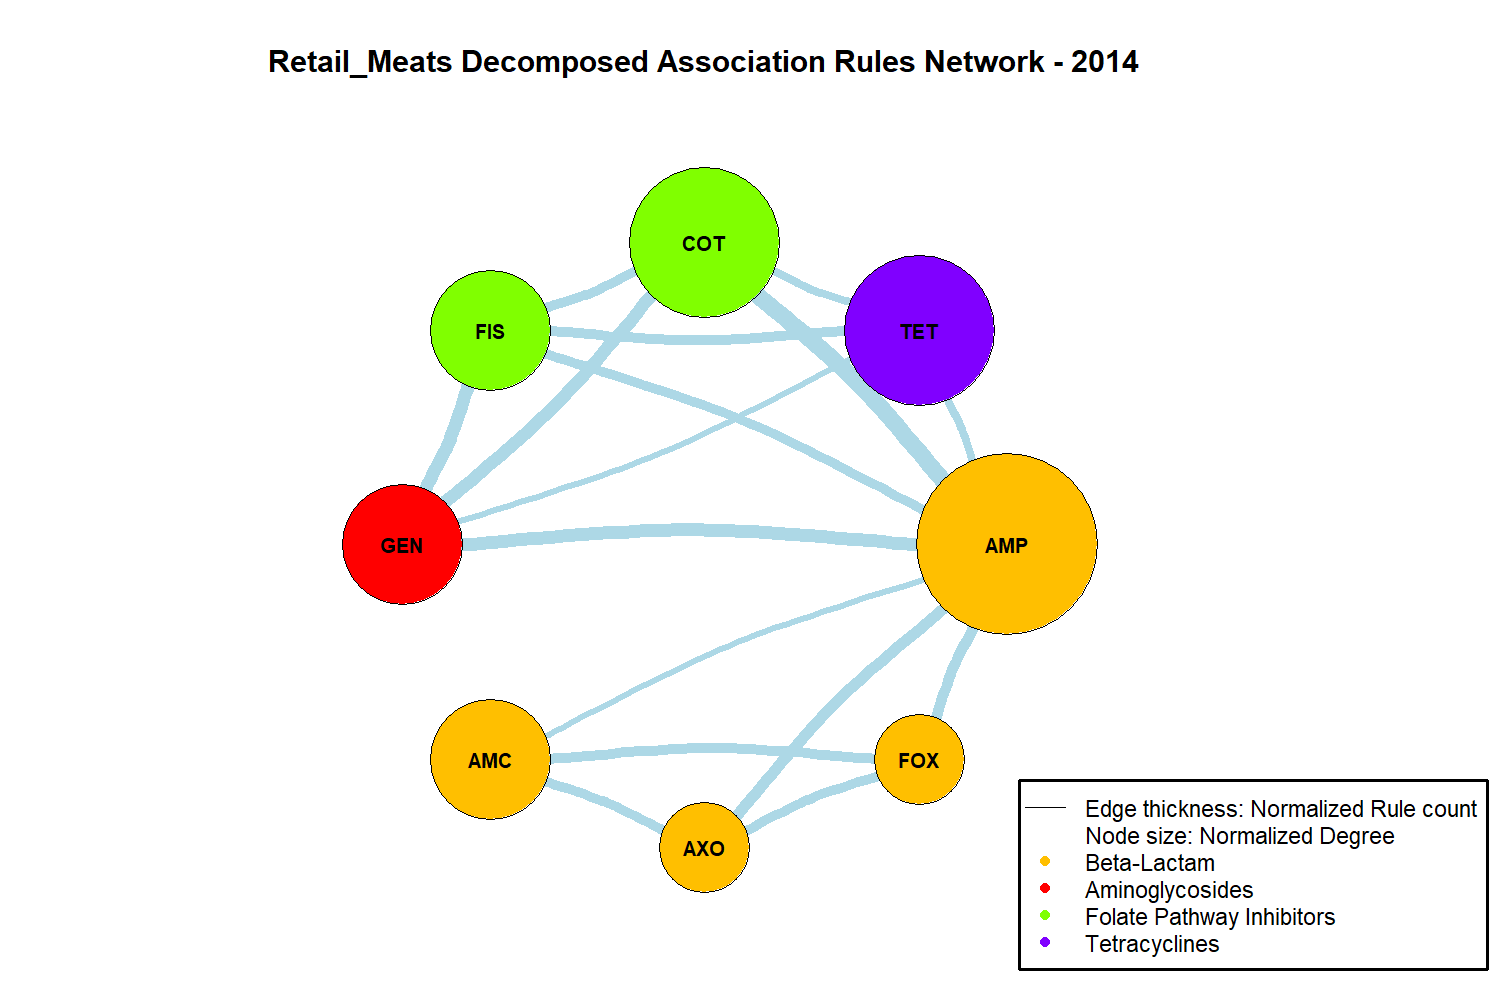 Retail_Meats Decomposed Association Rules Network - 2014
COT
FIS
TET
GEN
AMP
AMC
FOX
AXO
Edge thickness: Normalized Rule count
Node size: Normalized Degree
Beta-Lactam
Aminoglycosides
Folate Pathway Inhibitors
Tetracyclines